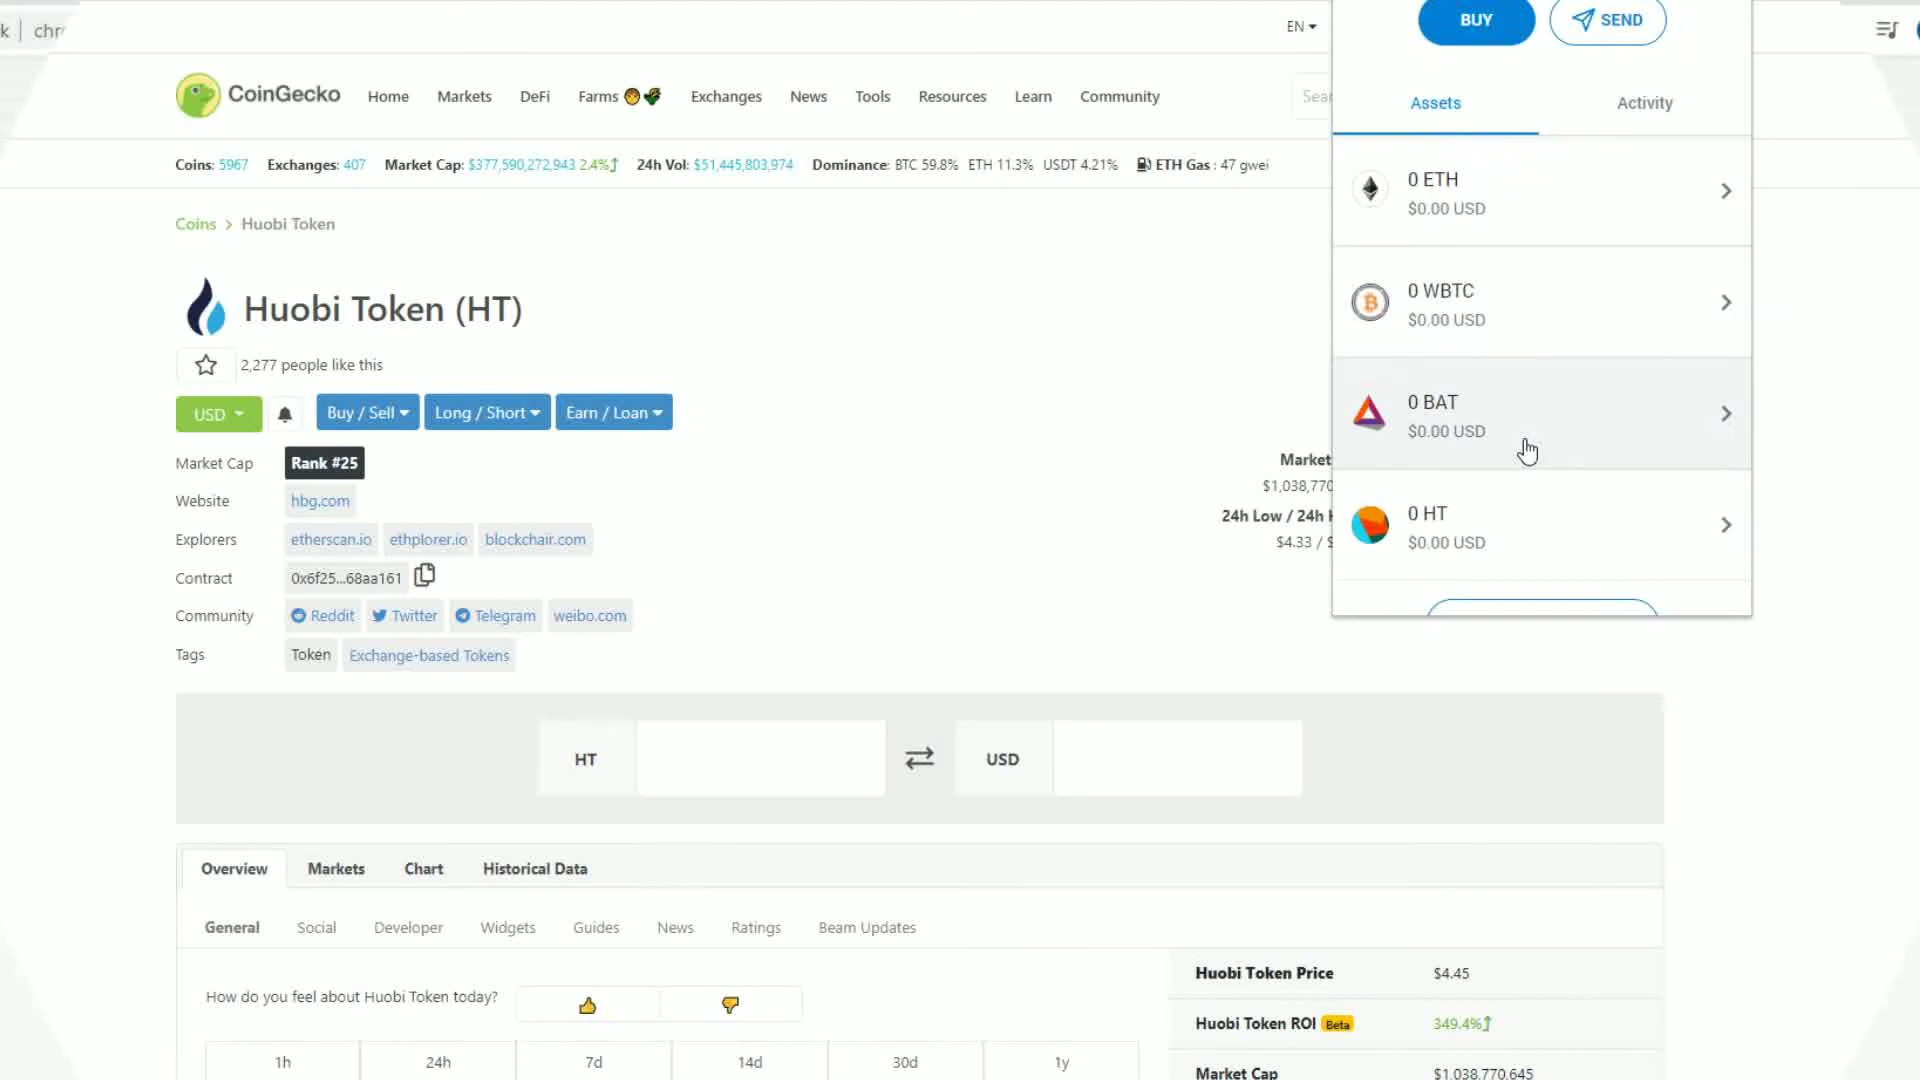 k
EN
BUY
SEND
CoinGecko
Home
Markets
DeFi
Farms
Exchanges
News
Tools
Resources
Learn
Community
Assets
Activity
Coins: 5967
Exchanges: 407
Market Cap: $377,590,272,943 2.4%
24h Vol: $51,445,803,974
Dominance: BTC 59.8% ETH 11.3% USDT 4.21%
ETH Gas : 47 gwei
0 ETH
$0.00 USD
Coins > Huobi Token
Huobi Token (HT)
0 WBTC
$0.00 USD
2,277 people like this
USD
Buy / Sell
Long / Short
Earn / Loan
0 BAT
$0.00 USD
Market Cap
Rank #25
Market
$1,038,770
Website
hbg.com
24h Low / 24h
$4.33 /
0 HT
$0.00 USD
Explorers
etherscan.io
ethplorer.io
blockchair.com
Contract
0x6f25...68aa161
Community
Reddit
Twitter
Telegram
weibo.com
Tags
Token
Exchange-based Tokens
HT
USD
Overview
Markets
Chart
Historical Data
General
Social
Developer
Widgets
Guides
News
Ratings
Beam Updates
How do you feel about Huobi Token today?
Huobi Token Price
$4.45
Huobi Token ROI Beta
349.4%
1h
24h
7d
14d
30d
1y
Market Cap
$1,038,770,645